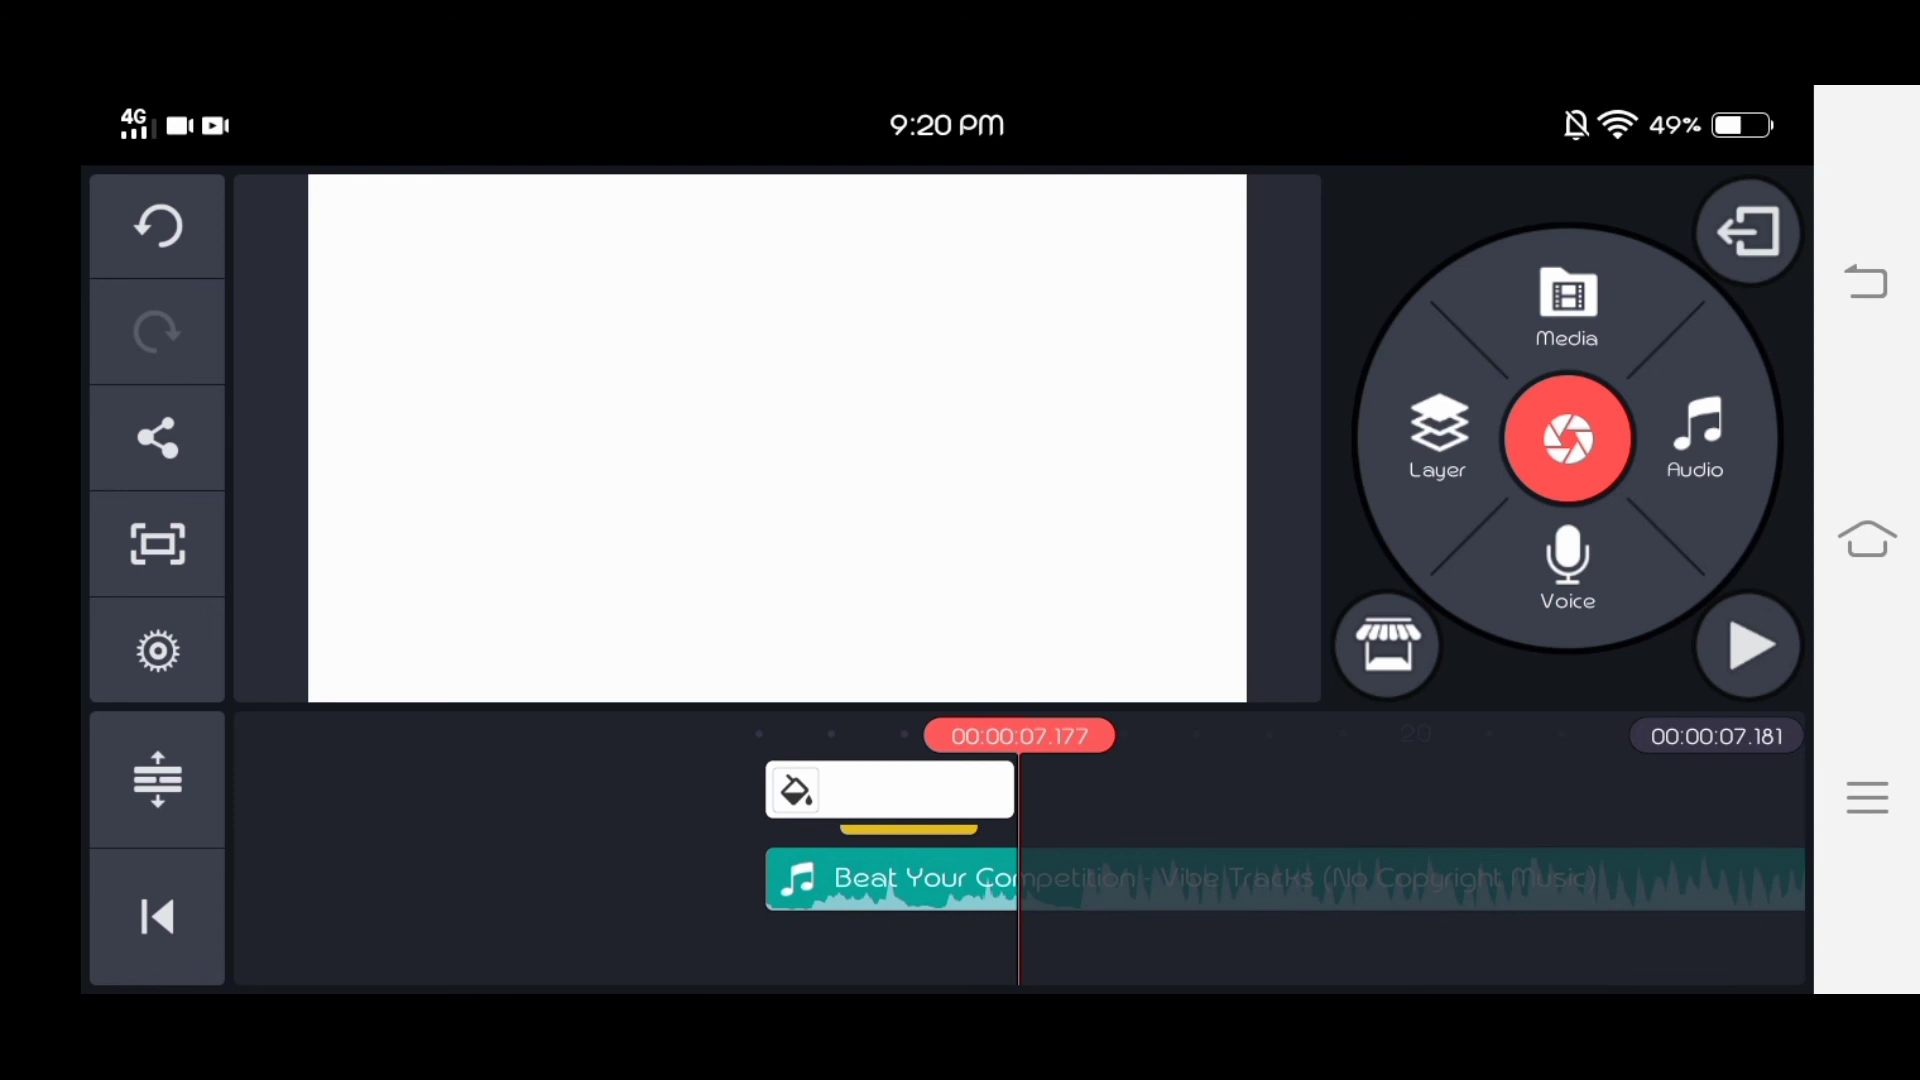 4G
9:20 PM
49%
Media
Layer
Audio
Voice
00:00:07.177
20
00:00:07.181
Beat Your Competition - Vibe Tracks (No Copyright Music)